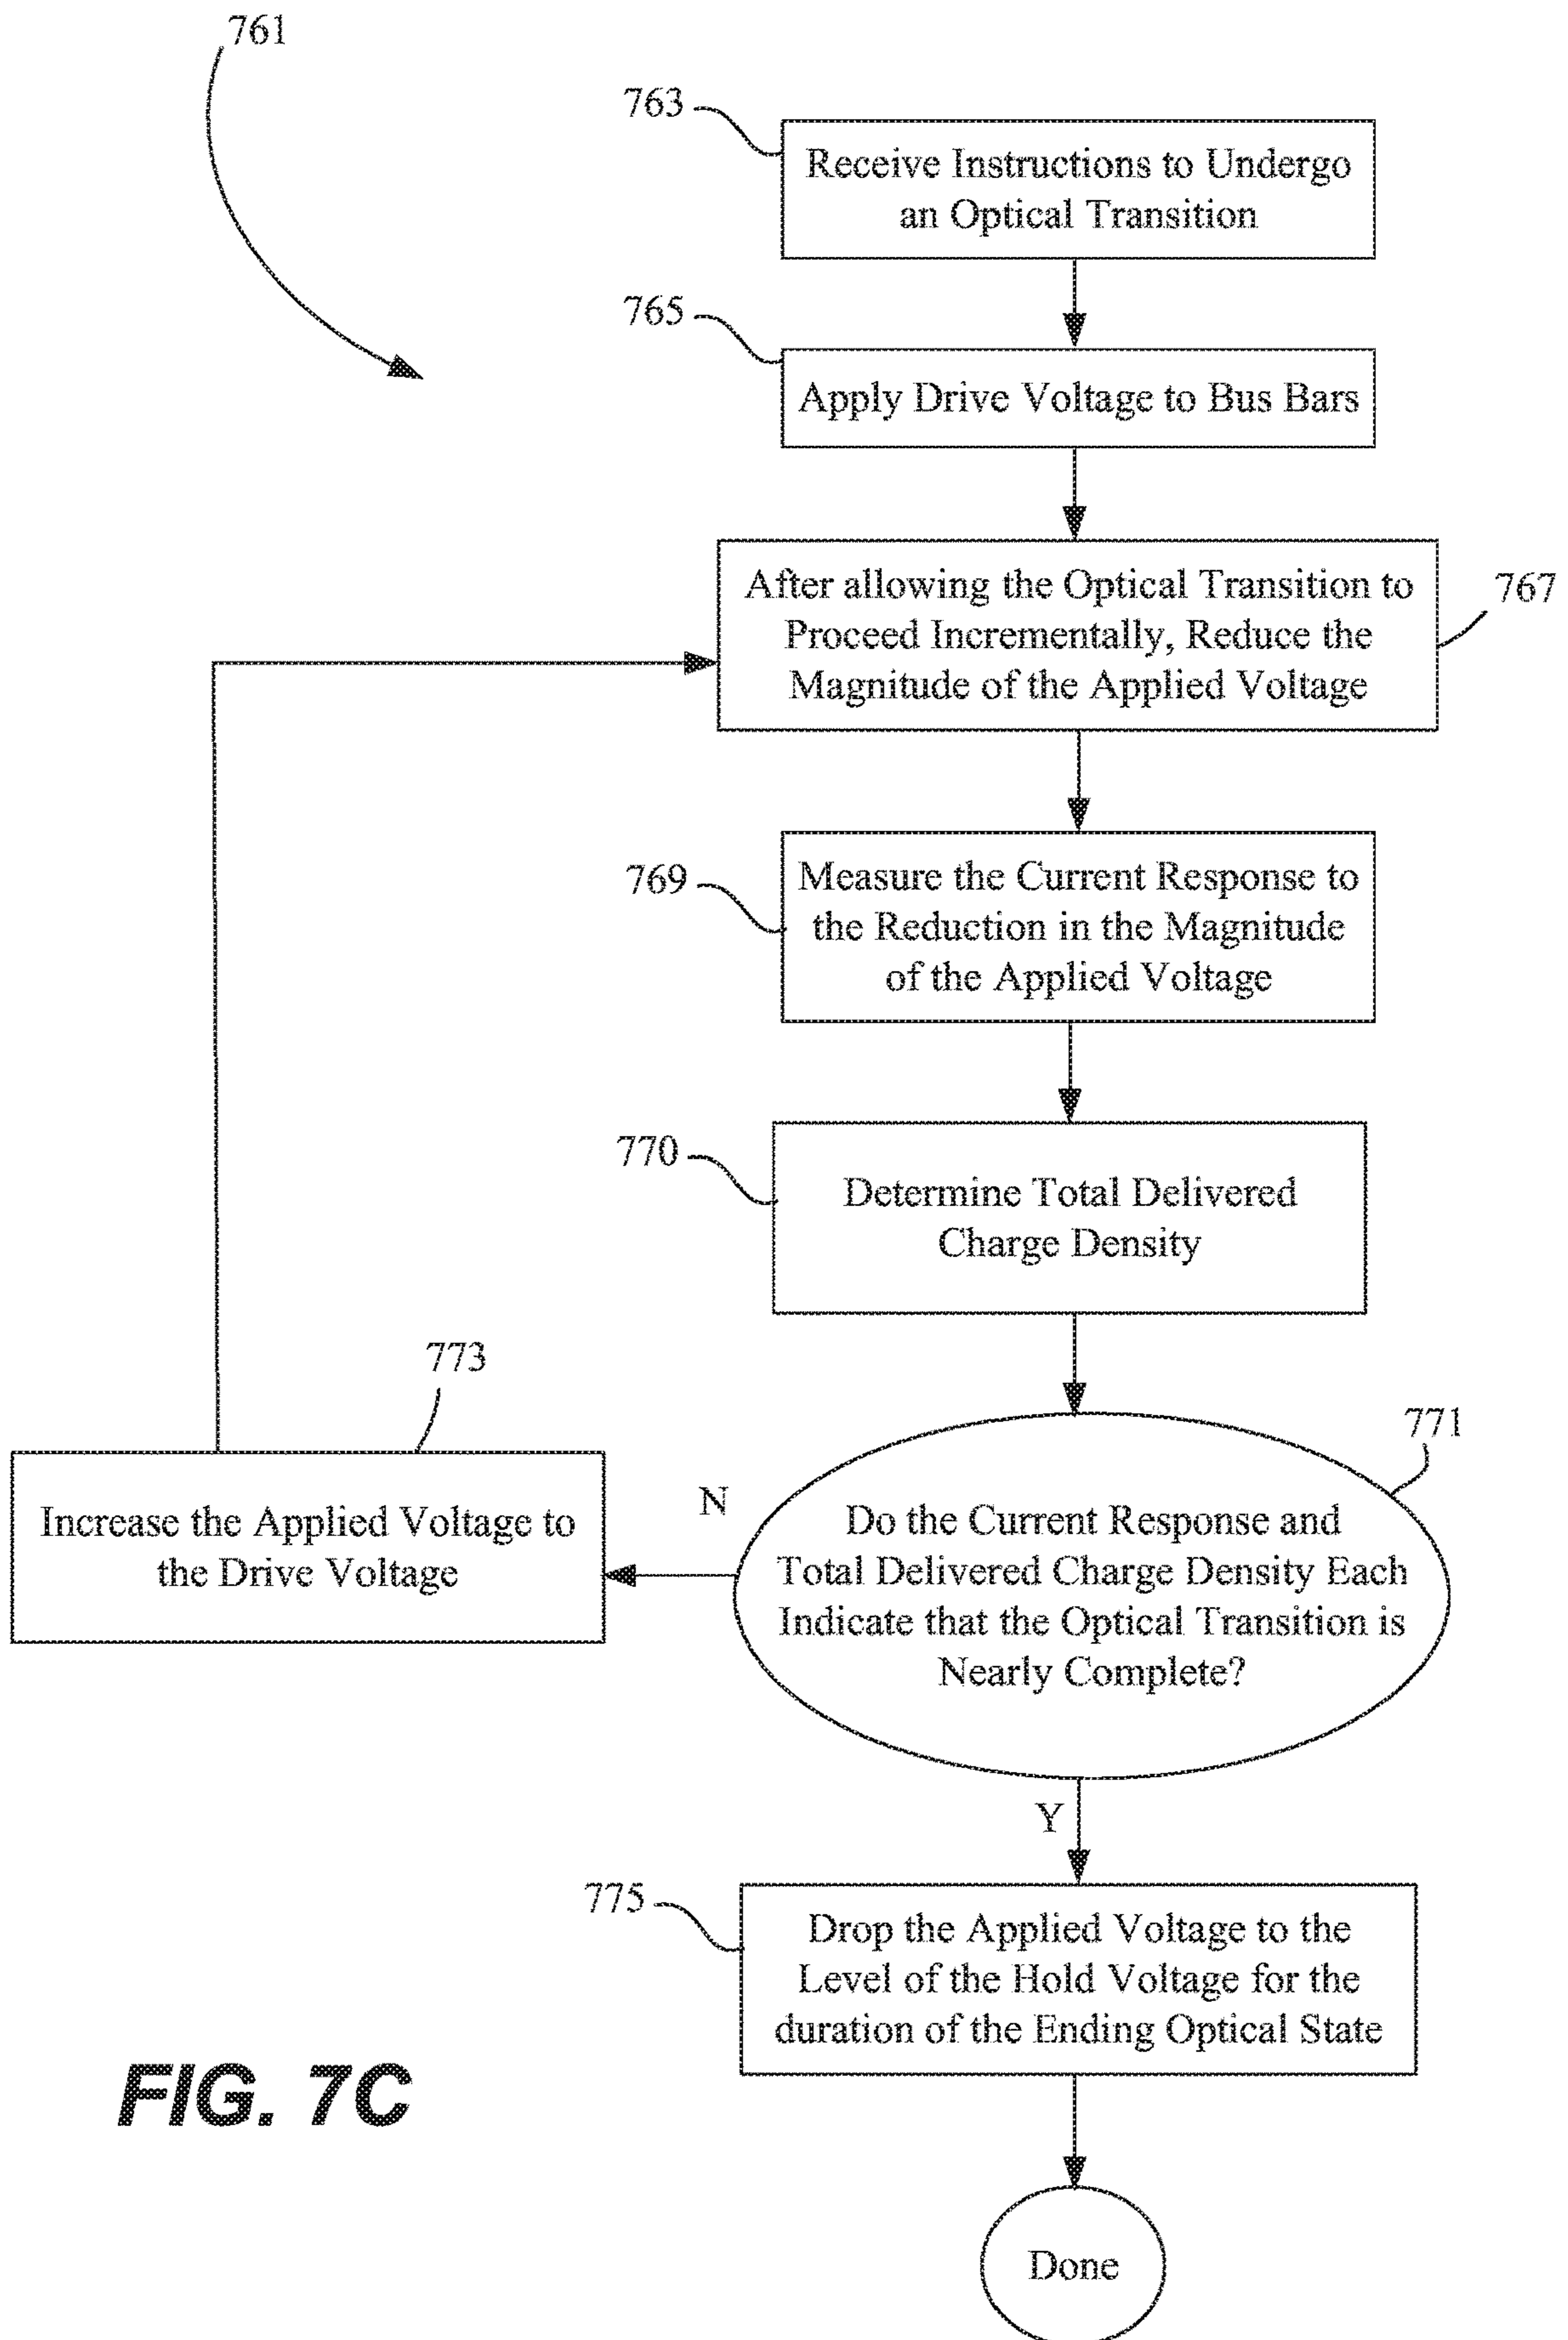 761
763
Receive Instructions to Undergo
an Optical Transition
765
Apply Drive Voltage to Bus Bars
767
After allowing the Optical Transition to
Proceed Incrementally, Reduce the
Magnitude of the Applied Voltage
769
Measure the Current Response to
the Reduction in the Magnitude
of the Applied Voltage
770
Determine Total Delivered
Charge Density
771
Do the Current Response and
Total Delivered Charge Density Each
Indicate that the Optical Transition is
Nearly Complete?
N
773
Increase the Applied Voltage to
the Drive Voltage
Y
775
Drop the Applied Voltage to the
Level of the Hold Voltage for the
duration of the Ending Optical State
Done
FIG. 7C